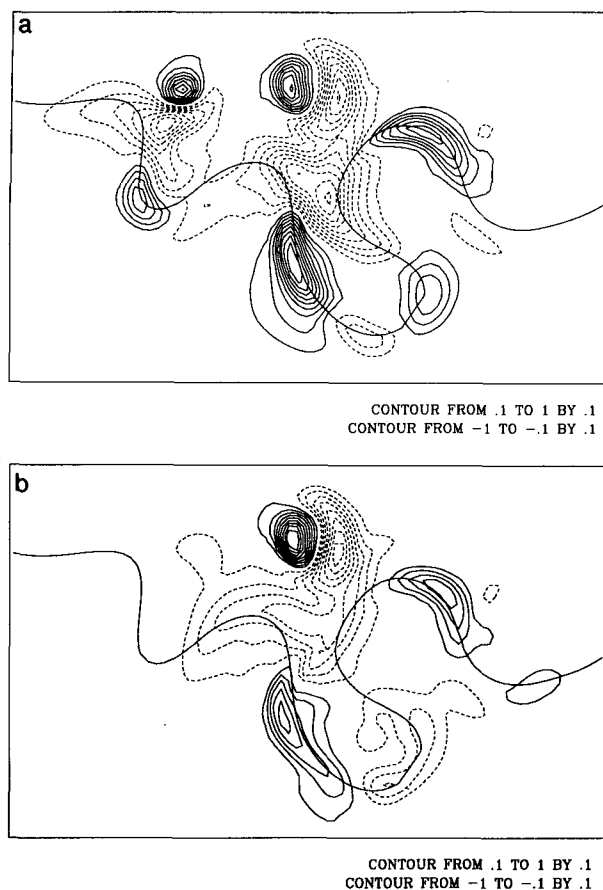 a
CONTOUR FROM .1 TO 1 BY .1
CONTOUR FROM -1 TO -.1 BY .1
b
CONTOUR FROM .1 TO 1 BY .1
CONTOUR FROM -1 TO -.1 BY .1